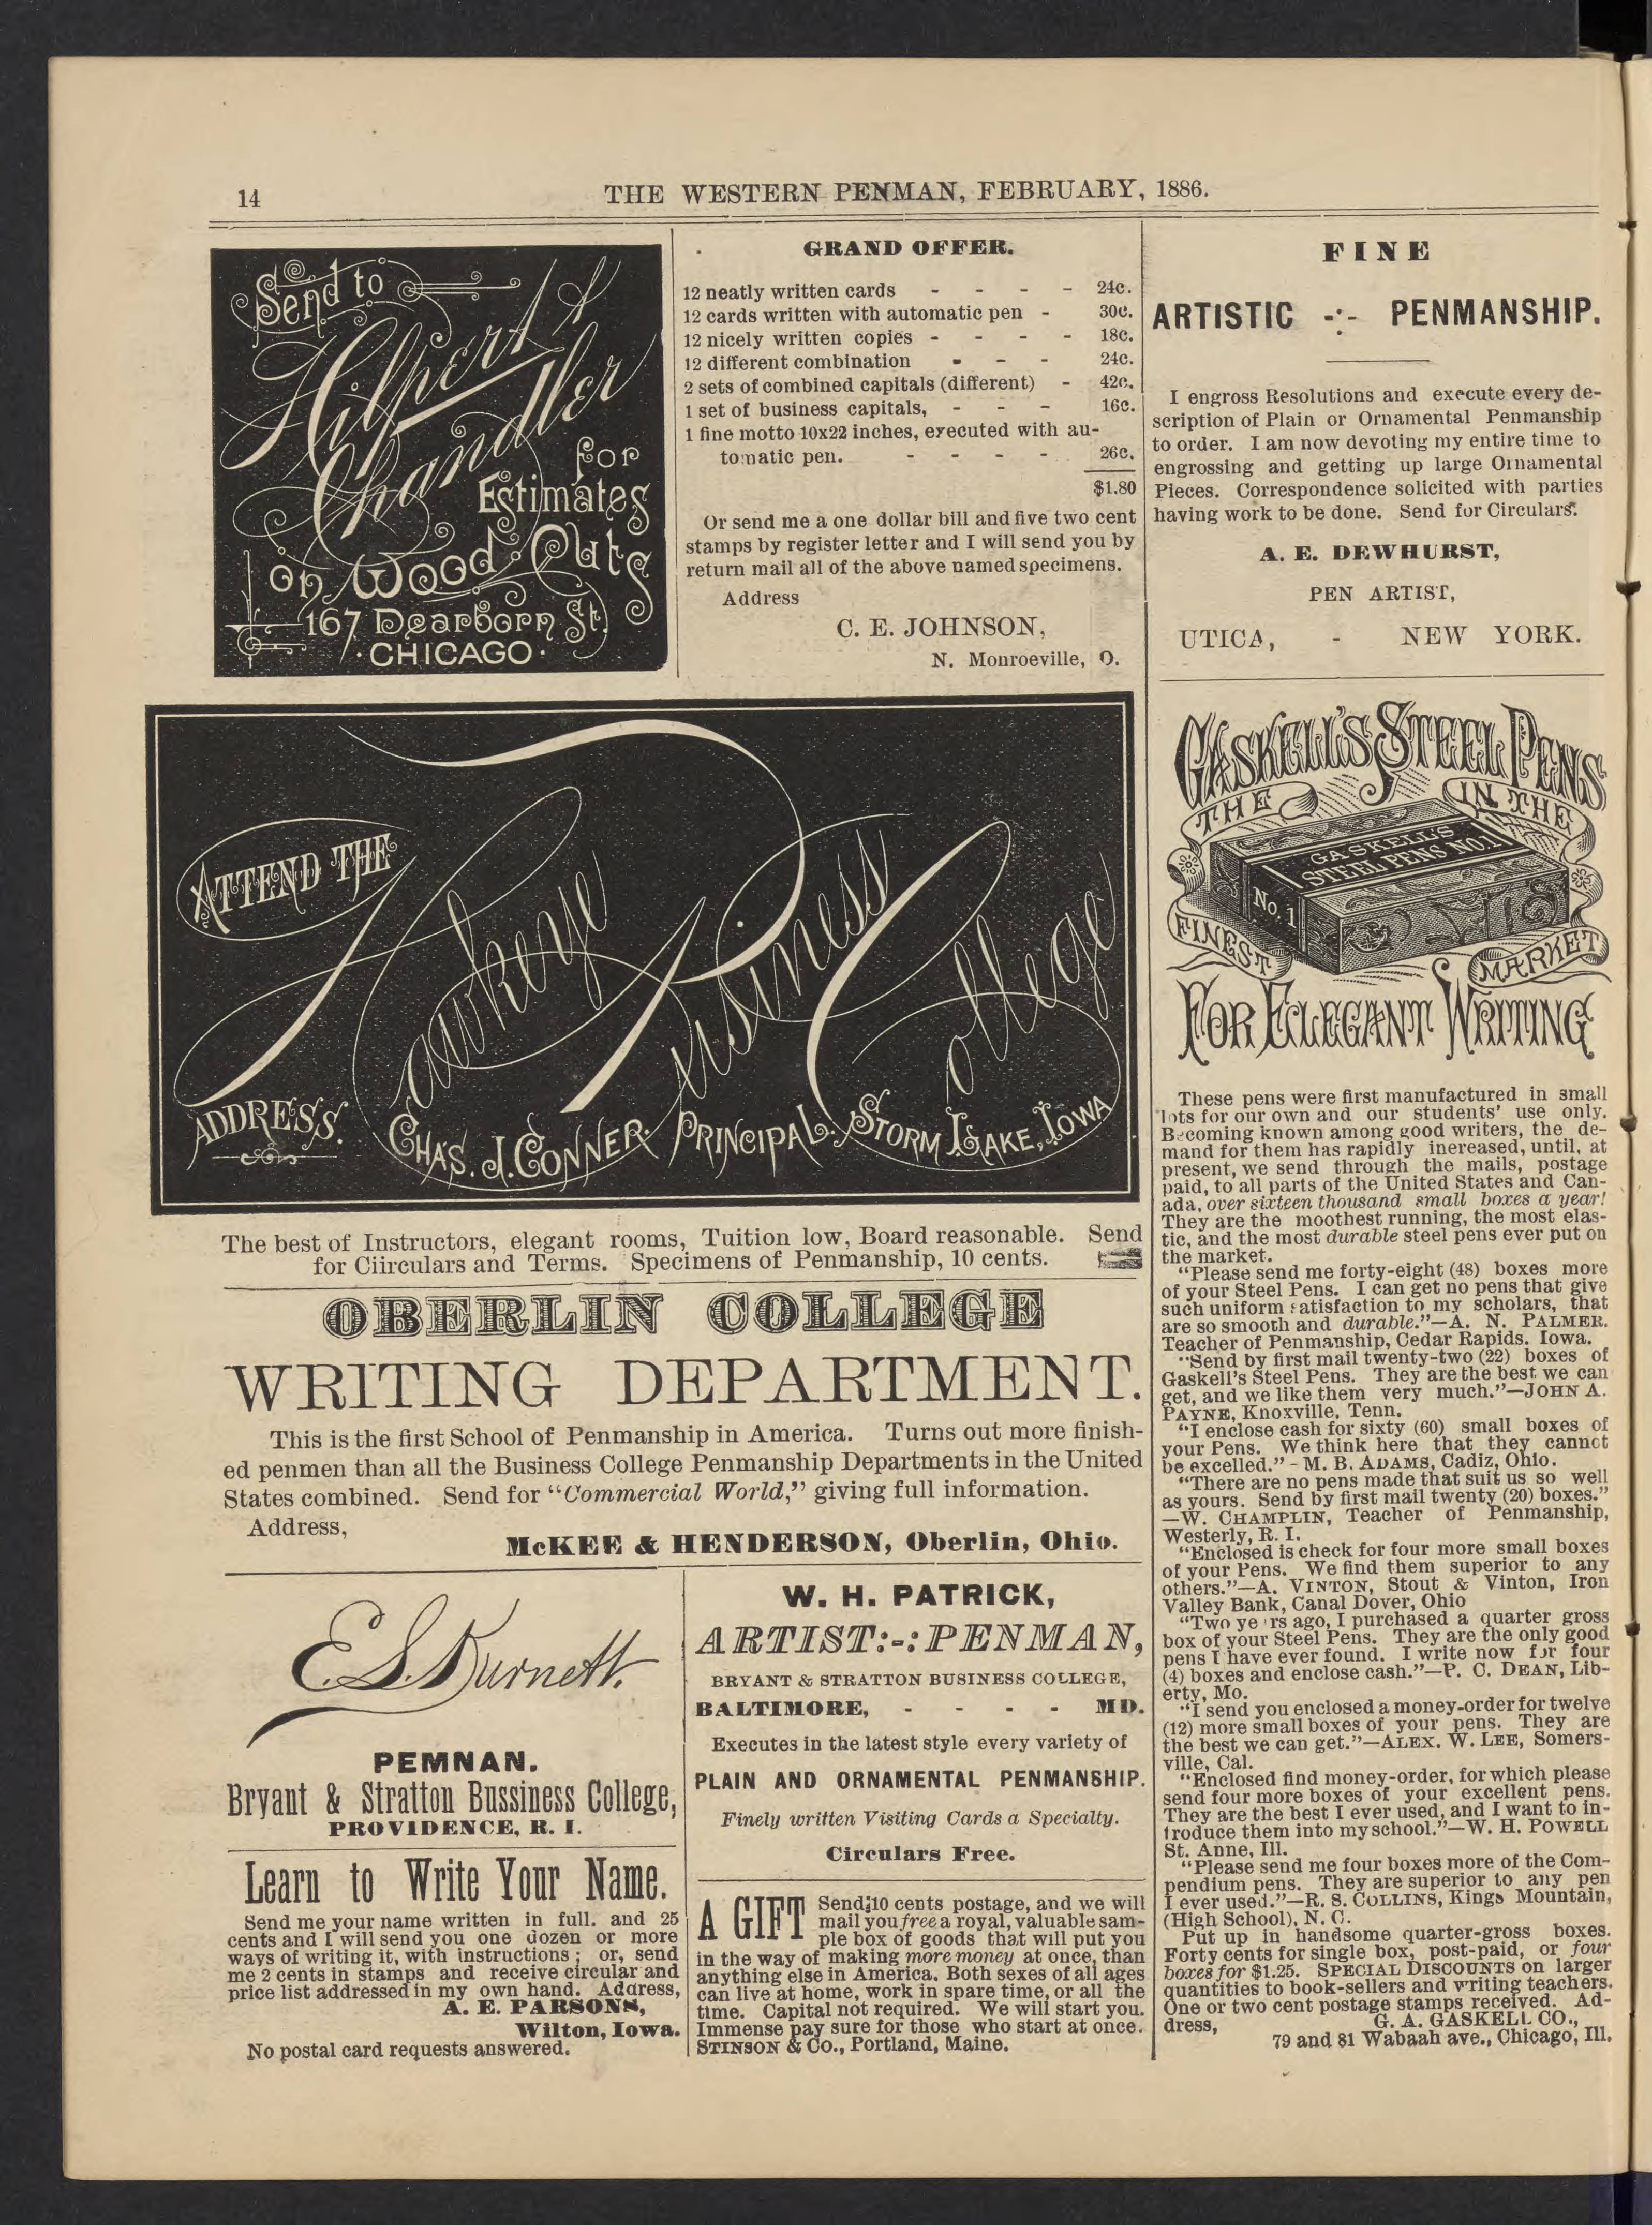 14
THE WESTERN PENMAN, FEBRUARY, 1886.
Send to
Hilpert &
Chandler
for
Estimates
on Wood Cuts
167 Dearborn St.
CHICAGO
GRAND OFFER.
12 neatly written cards - - - - 24c.
12 cards written with automatic pen - 30c.
12 nicely written copies - - - - 18c.
12 different combination - - - 24c.
2 sets of combined capitals (different) - 42c.
1 set of business capitals, - - - 16c.
1 fine motto 10x22 inches, executed with au-
tomatic pen. - - - - 26c.
$1.80
Or send me a one dollar bill and five two cent
stamps by register letter and I will send you by
return mail all of the above named specimens.
Address
C. E. JOHNSON,
N. Monroeville, O.
FINE
ARTISTIC -:- PENMANSHIP.
I engross Resolutions and execute every de-
scription of Plain or Ornamental Penmanship
to order. I am now devoting my entire time to
engrossing and getting up large Ornamental
Pieces. Correspondence solicited with parties
having work to be done. Send for Circulars.
A. E. DEWHURST,
PEN ARTIST,
UTICA, - NEW YORK.
ATTEND THE
Hawkeye Business College
ADDRESS.
CHAS. J. CONNER. PRINCIPAL. STORM LAKE, IOWA
The best of Instructors, elegant rooms, Tuition low, Board reasonable. Send
for Ciirculars and Terms. Specimens of Penmanship, 10 cents.
OBERLIN COLLEGE
WRITING DEPARTMENT.
This is the first School of Penmanship in America. Turns out more finish-
ed penmen than all the Business College Penmanship Departments in the United
States combined. Send for "Commercial World," giving full information.
Address,
McKEE & HENDERSON, Oberlin, Ohio.
E. S. Burnett.
PEMNAN.
Bryant & Stratton Bussiness College,
PROVIDENCE, R. I.
Learn to Write Your Name.
Send me your name written in full. and 25
cents and I will send you one dozen or more
ways of writing it, with instructions; or, send
me 2 cents in stamps and receive circular and
price list addressed in my own hand. Address,
A. E. PARSONS,
Wilton, Iowa.
No postal card requests answered.
W. H. PATRICK,
ARTIST:-:PENMAN,
BRYANT & STRATTON BUSINESS COLLEGE,
BALTIMORE, - - - - MD.
Executes in the latest style every variety of
PLAIN AND ORNAMENTAL PENMANSHIP.
Finely written Visiting Cards a Specialty.
Circulars Free.
A GIFT Send 10 cents postage, and we will
mail you free a royal, valuable sam-
ple box of goods that will put you
in the way of making more money at once, than
anything else in America. Both sexes of all ages
can live at home, work in spare time, or all the
time. Capital not required. We will start you.
Immense pay sure for those who start at once.
STINSON & Co., Portland, Maine.
GASKELL'S STEEL PENS
THE
IN THE
GASKELL'S
STEEL PENS NO. 1
No. 1
FINEST
MARKET
FOR ELEGANT WRITING
These pens were first manufactured in small
lots for our own and our students' use only.
Becoming known among good writers, the de-
mand for them has rapidly inereased, until, at
present, we send through the mails, postage
paid, to all parts of the United States and Can-
ada, over sixteen thousand small boxes a year!
They are the moothest running, the most elas-
tic, and the most durable steel pens ever put on
the market.
"Please send me forty-eight (48) boxes more
of your Steel Pens. I can get no pens that give
such uniform satisfaction to my scholars, that
are so smooth and durable."—A. N. PALMER.
Teacher of Penmanship, Cedar Rapids. Iowa.
"Send by first mail twenty-two (22) boxes of
Gaskell's Steel Pens. They are the best we can
get, and we like them very much."—JOHN A.
PAYNE, Knoxville, Tenn.
"I enclose cash for sixty (60) small boxes of
your Pens. We think here that they cannot
be excelled." - M. B. ADAMS, Cadiz, Ohio.
"There are no pens made that suit us so well
as yours. Send by first mail twenty (20) boxes."
—W. CHAMPLIN, Teacher of Penmanship,
Westerly, R. I.
"Enclosed is check for four more small boxes
of your Pens. We find them superior to any
others."—A. VINTON, Stout & Vinton, Iron
Valley Bank, Canal Dover, Ohio
"Two years ago, I purchased a quarter gross
box of your Steel Pens. They are the only good
pens I have ever found. I write now for four
(4) boxes and enclose cash."—P. C. DEAN, Lib-
erty, Mo.
"I send you enclosed a money-order for twelve
(12) more small boxes of your pens. They are
the best we can get."—ALEX. W. LEE, Somers-
ville, Cal.
"Enclosed find money-order, for which please
send four more boxes of your excellent pens.
They are the best I ever used, and I want to in-
troduce them into my school."—W. H. POWELL
St. Anne, Ill.
"Please send me four boxes more of the Com-
pendium pens. They are superior to any pen
I ever used."—R. S. COLLINS, Kings Mountain,
(High School), N. C.
Put up in handsome quarter-gross boxes.
Forty cents for single box, post-paid, or four
boxes for $1.25. SPECIAL DISCOUNTS on larger
quantities to book-sellers and writing teachers.
One or two cent postage stamps received. Ad-
dress, G. A. GASKELL CO.,
79 and 81 Wabaah ave., Chicago, Ill.